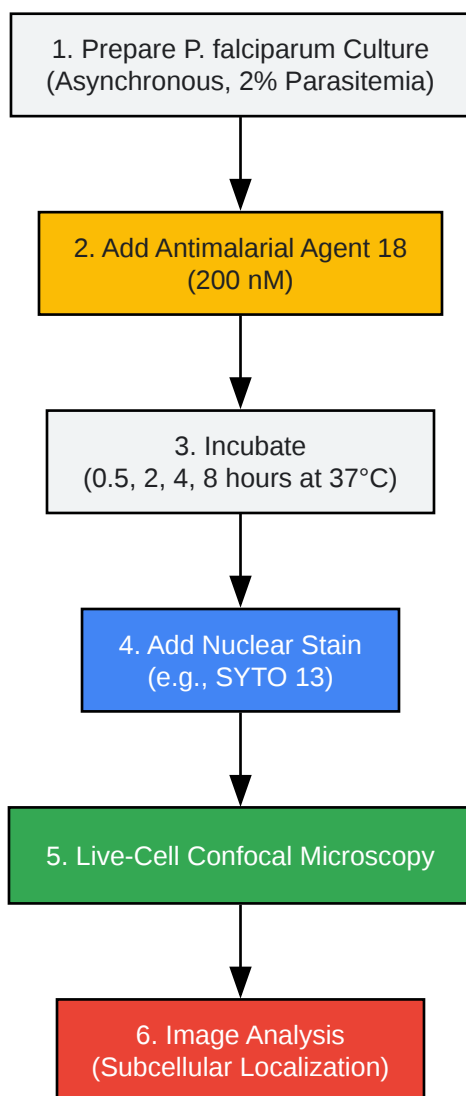 1. Prepare P. falciparum Culture
(Asynchronous, 2% Parasitemia)
2. Add Antimalarial Agent 18
(200 nM)
3. Incubate
(0.5, 2, 4, 8 hours at 37°C)
4. Add Nuclear Stain
(e.g., SYTO 13)
5. Live-Cell Confocal Microscopy
6. Image Analysis
(Subcellular Localization)